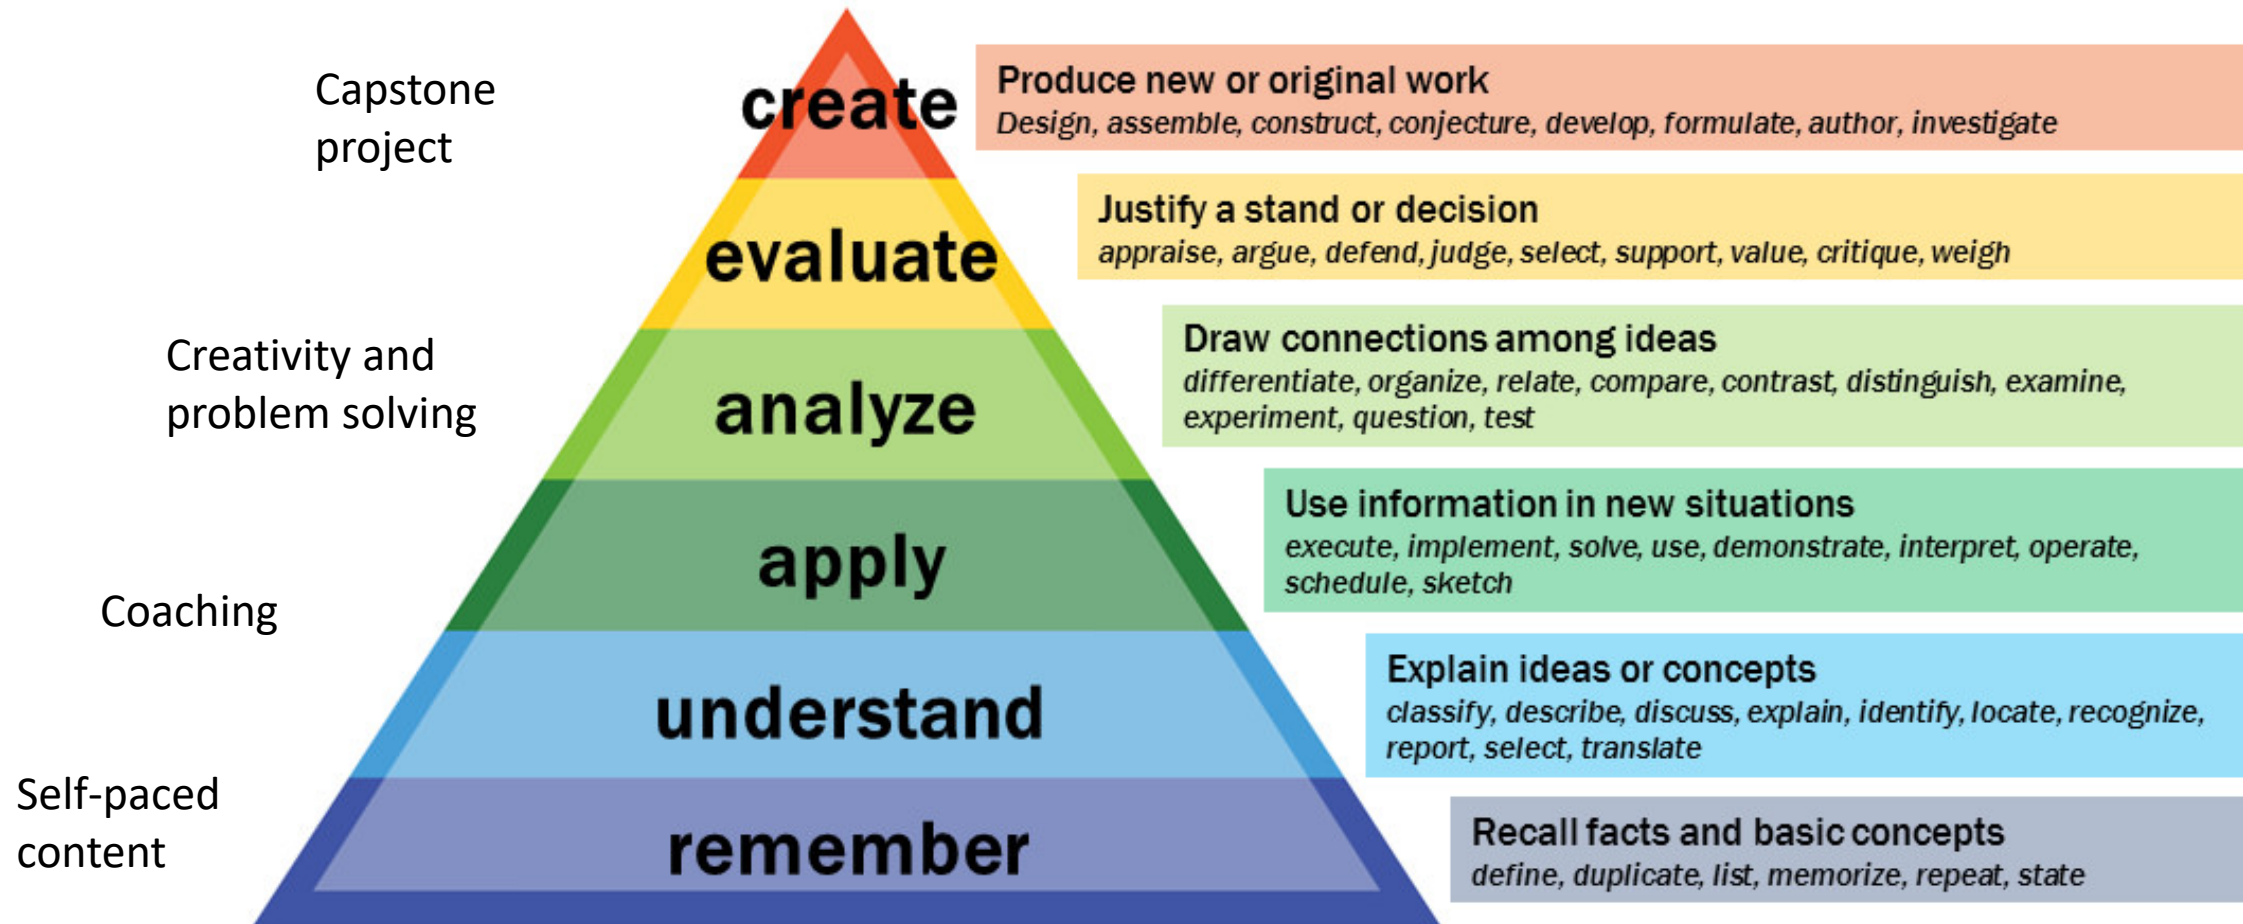 Capstone
project
create
Produce new or original work
Design, assemble, construct, conjecture, develop, formulate, author, investigate
evaluate
Justify a stand or decision
appraise, argue, defend, judge, select, support, value, critique, weigh
Creativity and
problem solving
analyze
Draw connections among ideas
differentiate, organize, relate, compare, contrast, distinguish, examine,
experiment, question, test
apply
Use information in new situations
execute, implement, solve, use, demonstrate, interpret, operate,
schedule, sketch
Coaching
understand
Explain ideas or concepts
classify, describe, discuss, explain, identify, locate, recognize,
report, select, translate
Self-paced
content
remember
Recall facts and basic concepts
define, duplicate, list, memorize, repeat, state